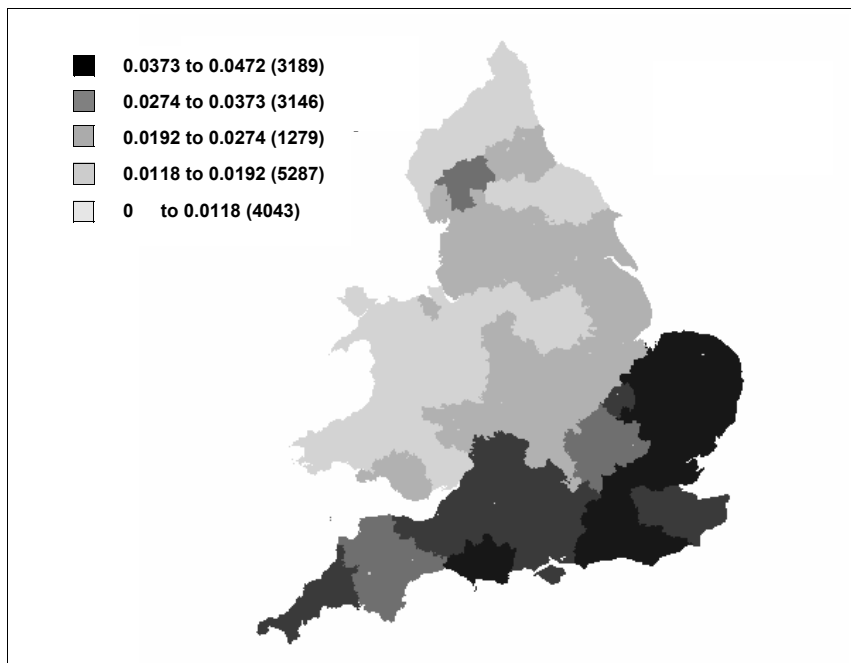 0.0373 to 0.0472 (3189)
0.0274 to 0.0373 (3146)
0.0192 to 0.0274 (1279)
0.0118 to 0.0192 (5287)
0 to 0.0118 (4043)